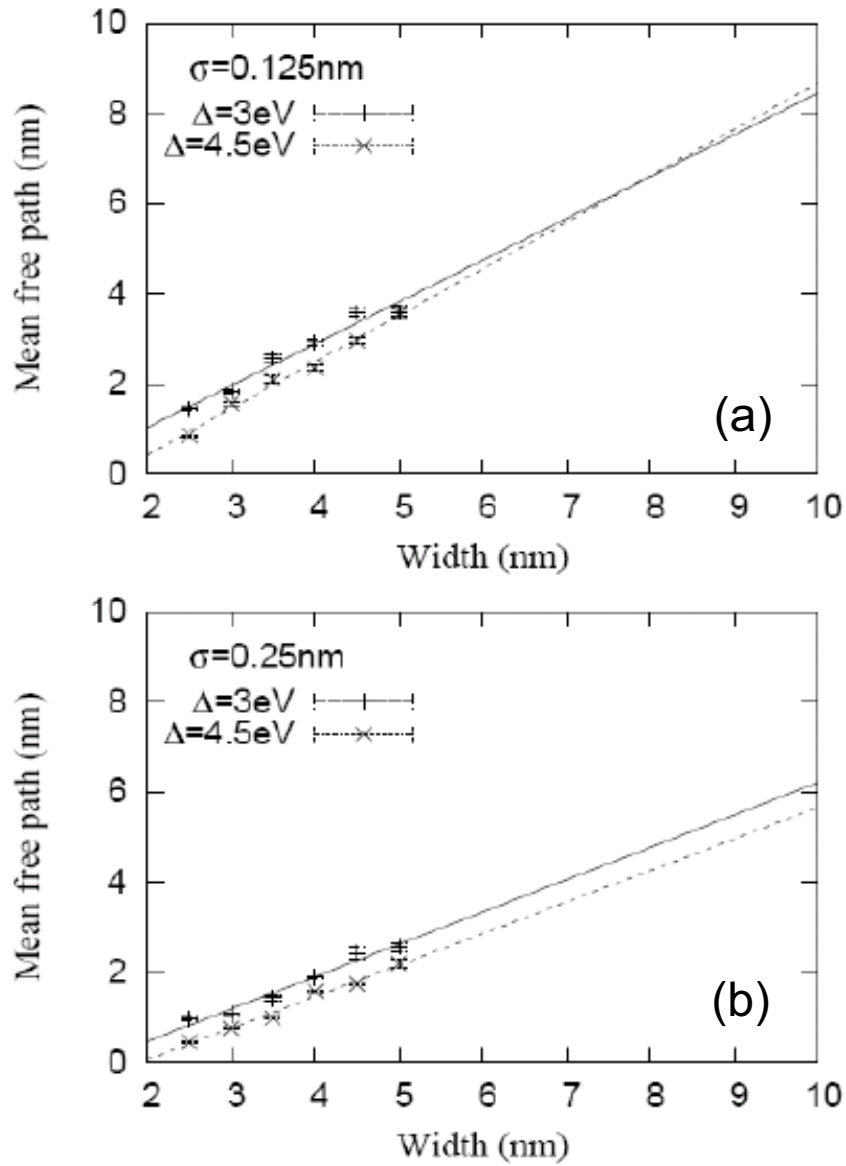 10
8
6
4
2
0
Mean free path (nm)
σ=0.125nm
Δ=3eV
Δ=4.5eV
(a)
2 3 4 5 6 7 8 9 10
Width (nm)
10
8
6
4
2
0
Mean free path (nm)
σ=0.25nm
Δ=3eV
Δ=4.5eV
(b)
2 3 4 5 6 7 8 9 10
Width (nm)